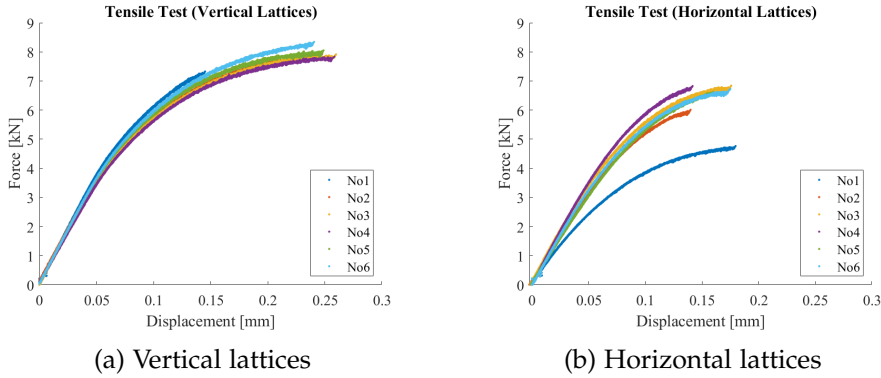 Tensile Test (Vertical Lattices)
9
8
7
6
5
4
3
2
1
0
Force [kN]
0
0.05
0.1
0.15
0.2
0.25
0.3
Displacement [mm]
No1
No2
No3
No4
No5
No6
(a) Vertical lattices
Tensile Test (Horizontal Lattices)
9
8
7
6
5
4
3
2
1
0
Force [kN]
0
0.05
0.1
0.15
0.2
0.25
0.3
Displacement [mm]
No1
No2
No3
No4
No5
No6
(b) Horizontal lattices